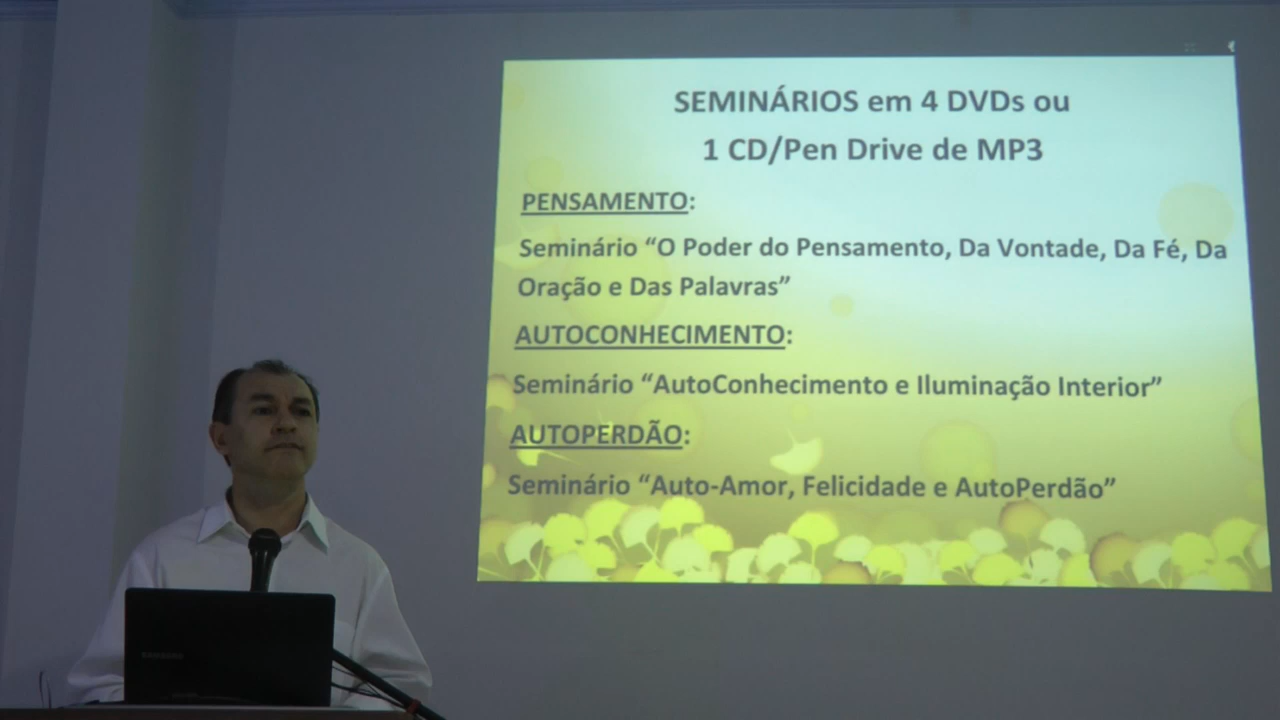 SEMINÁRIOS em 4 DVDs ou
1 CD/Pen Drive de MP3
PENSAMENTO:
Seminário “O Poder do Pensamento, Da Vontade, Da Fé, Da
Oração e Das Palavras”
AUTOCONHECIMENTO:
Seminário “AutoConhecimento e Iluminação Interior”
AUTOPERDÃO:
Seminário “Auto-Amor, Felicidade e AutoPerdão”